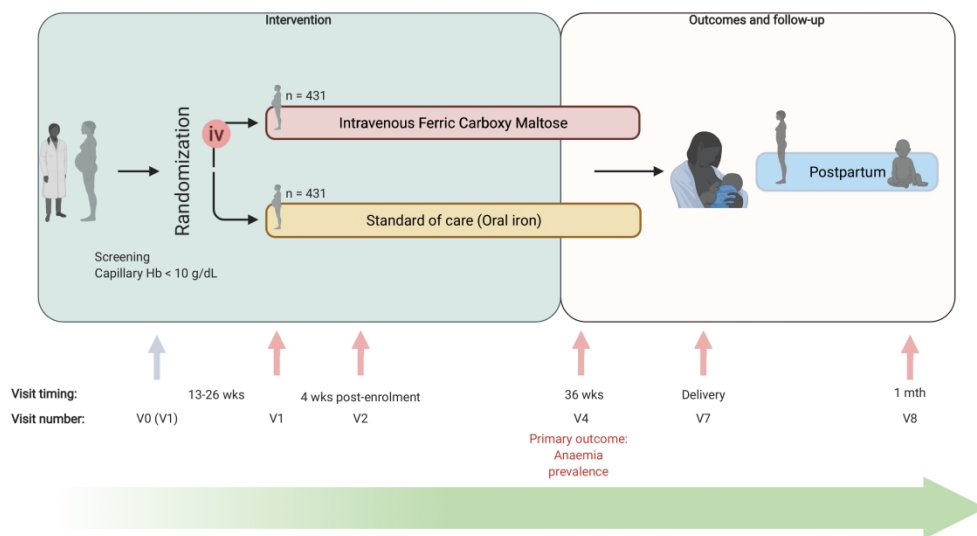 Intervention
Outcomes and follow-up
n = 431
Intravenous Ferric Carboxy Maltose
iv
Randomization
n = 431
Standard of care (Oral iron)
Postpartum
Screening
Capillary Hb < 10 g/dL
Visit timing: 13-26 wks 4 wks post-enrolment 36 wks Delivery 1 mth
Visit number: V0 (V1) V1 V2 V4 V7 V8
Primary outcome:
Anaemia
prevalence